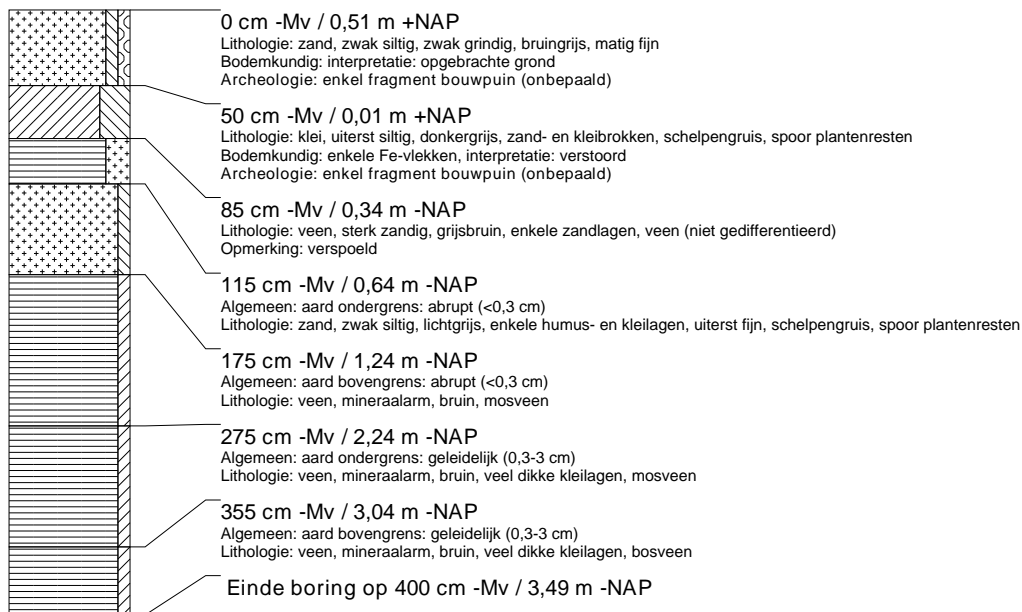 0 cm -Mv / 0,51 m +NAP
Lithologie: zand, zwak siltig, zwak grindig, bruingrijs, matig fijn
Bodemkundig: interpretatie: opgebrachte grond
Archeologie: enkel fragment bouwpuin (onbepaald)
50 cm -Mv / 0,01 m +NAP
Lithologie: klei, uiterst siltig, donkergrijs, zand- en kleibrokken, schelpengruis, spoor plantenresten
Bodemkundig: enkele Fe-vlekken, interpretatie: verstoord
Archeologie: enkel fragment bouwpuin (onbepaald)
85 cm -Mv / 0,34 m -NAP
Lithologie: veen, sterk zandig, grijsbruin, enkele zandlagen, veen (niet gedifferentieerd)
Opmerking: verspoeld
115 cm -Mv / 0,64 m -NAP
Algemeen: aard ondergrens: abrupt (<0,3 cm)
Lithologie: zand, zwak siltig, lichtgrijs, enkele humus- en kleilagen, uiterst fijn, schelpengruis, spoor plantenresten
175 cm -Mv / 1,24 m -NAP
Algemeen: aard bovengrens: abrupt (<0,3 cm)
Lithologie: veen, mineraalarm, bruin, mosveen
275 cm -Mv / 2,24 m -NAP
Algemeen: aard ondergrens: geleidelijk (0,3-3 cm)
Lithologie: veen, mineraalarm, bruin, veel dikke kleilagen, mosveen
355 cm -Mv / 3,04 m -NAP
Algemeen: aard bovengrens: geleidelijk (0,3-3 cm)
Lithologie: veen, mineraalarm, bruin, veel dikke kleilagen, bosveen
Einde boring op 400 cm -Mv / 3,49 m -NAP